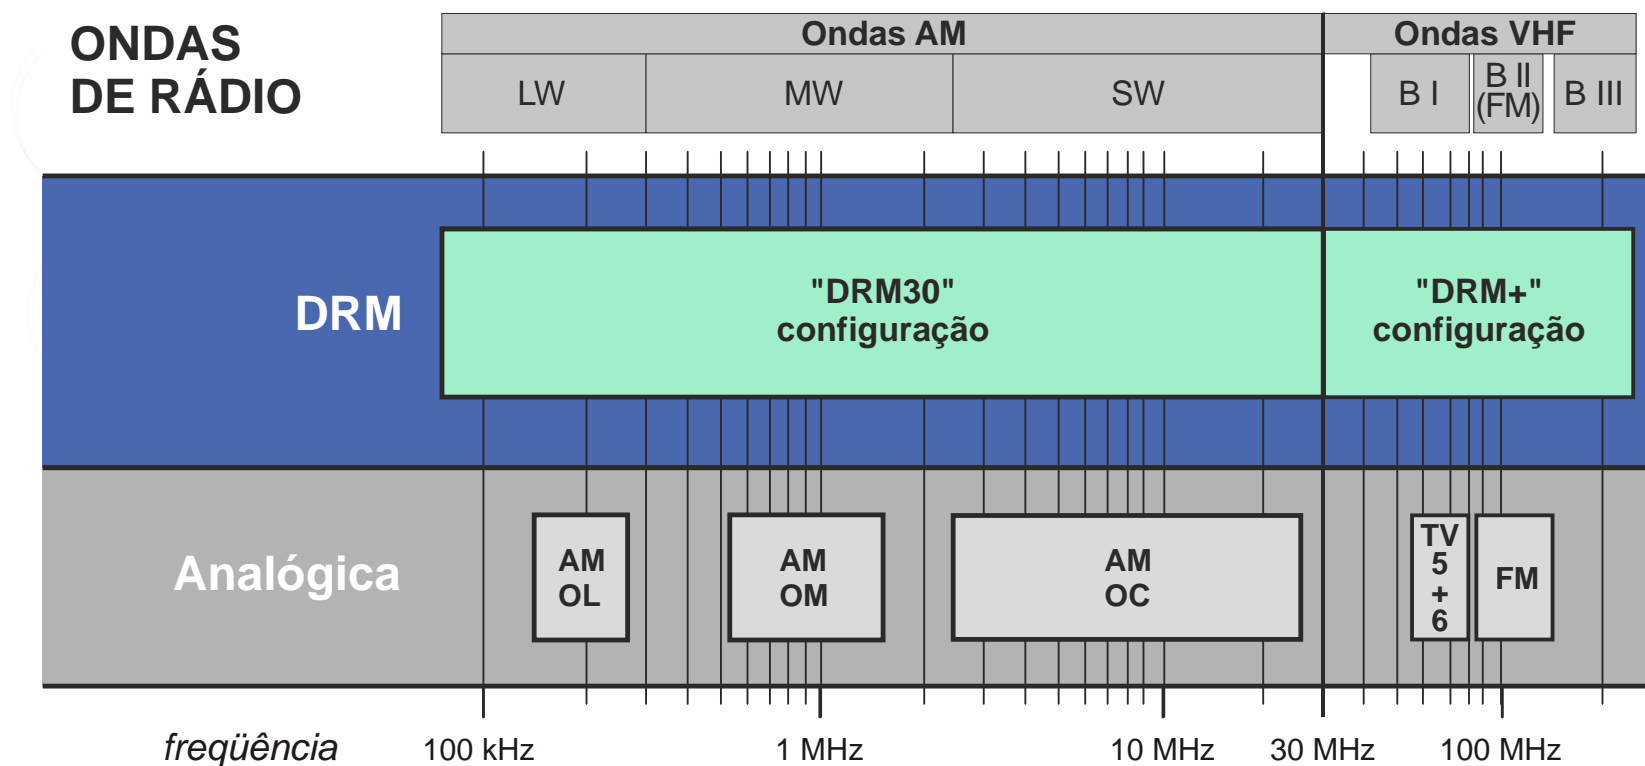 ONDAS
DE RÁDIO
Ondas AM
Ondas VHF
LW
MW
SW
B I
B II
(FM)
B III
DRM
"DRM30"
configuração
"DRM+"
configuração
Analógica
AM
OL
AM
OM
AM
OC
TV
5
+
6
FM
freqüência
100 kHz
1 MHz
10 MHz
30 MHz
100 MHz